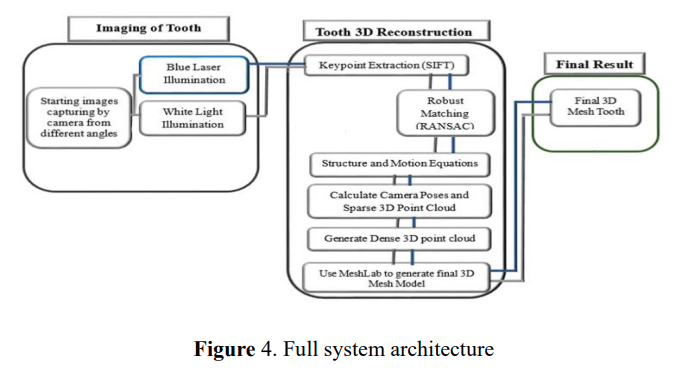 Imaging of Tooth
Tooth 3D Reconstruction
Final Result
Starting images
capturing by
camera from
different angles
Blue Laser
Illumination
White Light
Illumination
Keypoint Extraction (SIFT)
Robust
Matching
(RANSAC)
Structure and Motion Equations
Calculate Camera Poses and
Sparse 3D Point Cloud
Generate Dense 3D point cloud
Use MeshLab to generate final 3D
Mesh Model
Final 3D
Mesh Tooth
Figure 4. Full system architecture